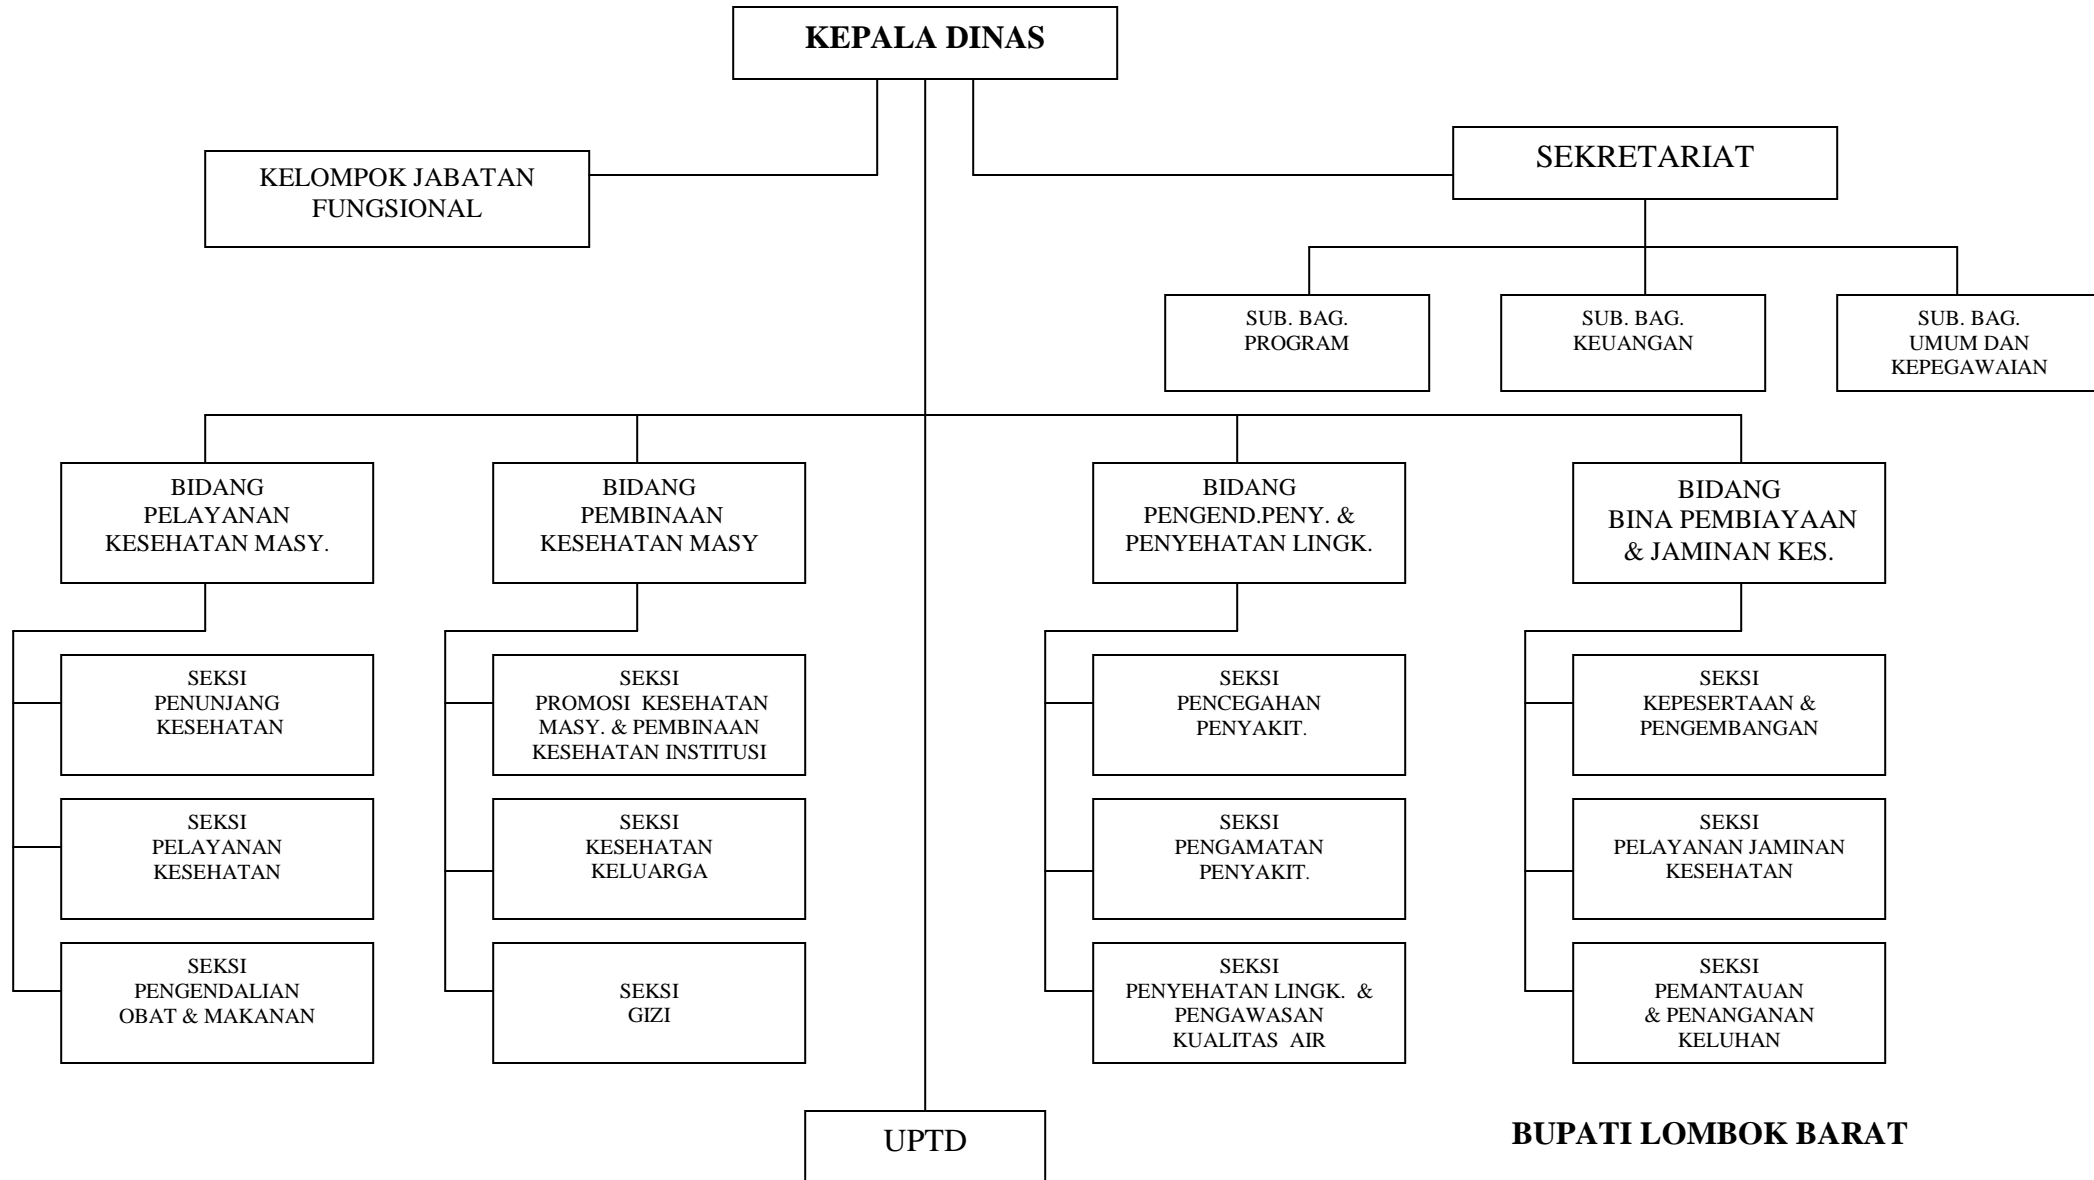 KEPALA DINAS
KELOMPOK JABATAN
FUNGSIONAL
SEKRETARIAT
SUB. BAG.
PROGRAM
SUB. BAG.
KEUANGAN
SUB. BAG.
UMUM DAN
KEPEGAWAIAN
BIDANG
PELAYANAN
KESEHATAN MASY.
BIDANG
PEMBINAAN
KESEHATAN MASY
BIDANG
PENGEND.PENY. &
PENYEHATAN LINGK.
BIDANG
BINA PEMBIAYAAN
& JAMINAN KES.
SEKSI
PENUNJANG
KESEHATAN
SEKSI
PROMOSI KESEHATAN
MASY. & PEMBINAAN
KESEHATAN INSTITUSI
SEKSI
PENCEGAHAN
PENYAKIT.
SEKSI
KEPESERTAAN &
PENGEMBANGAN
SEKSI
PELAYANAN
KESEHATAN
SEKSI
KESEHATAN
KELUARGA
SEKSI
PENGAMATAN
PENYAKIT.
SEKSI
PELAYANAN JAMINAN
KESEHATAN
SEKSI
PENGENDALIAN
OBAT & MAKANAN
SEKSI
GIZI
SEKSI
PENYEHATAN LINGK. &
PENGAWASAN
KUALITAS AIR
SEKSI
PEMANTAUAN
& PENANGANAN
KELUHAN
UPTD
BUPATI LOMBOK BARAT